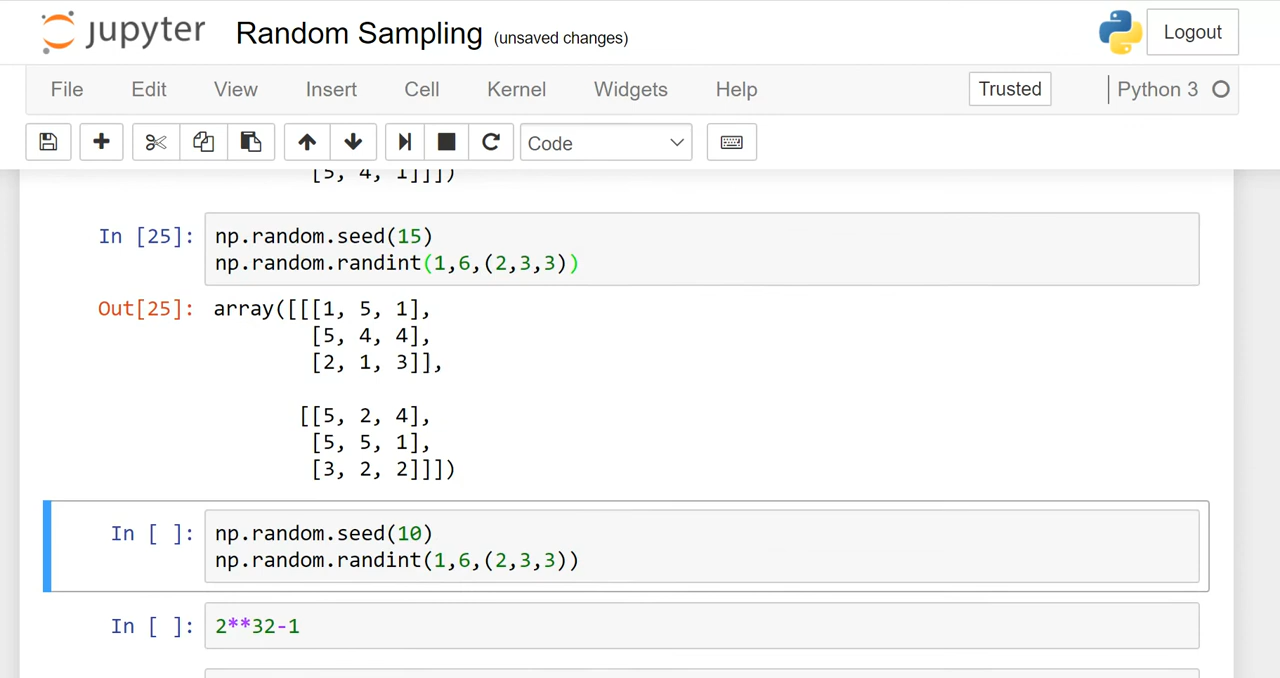 jupyter Random Sampling (unsaved changes) Logout
File Edit View Insert Cell Kernel Widgets Help Trusted Python 3
Code
[5, 4, 1]]])
In [25]: np.random.seed(15)
np.random.randint(1,6,(2,3,3))
Out[25]: array([[[1, 5, 1],
[5, 4, 4],
[2, 1, 3]],
[[5, 2, 4],
[5, 5, 1],
[3, 2, 2]]])
In [ ]: np.random.seed(10)
np.random.randint(1,6,(2,3,3))
In [ ]: 2**32-1